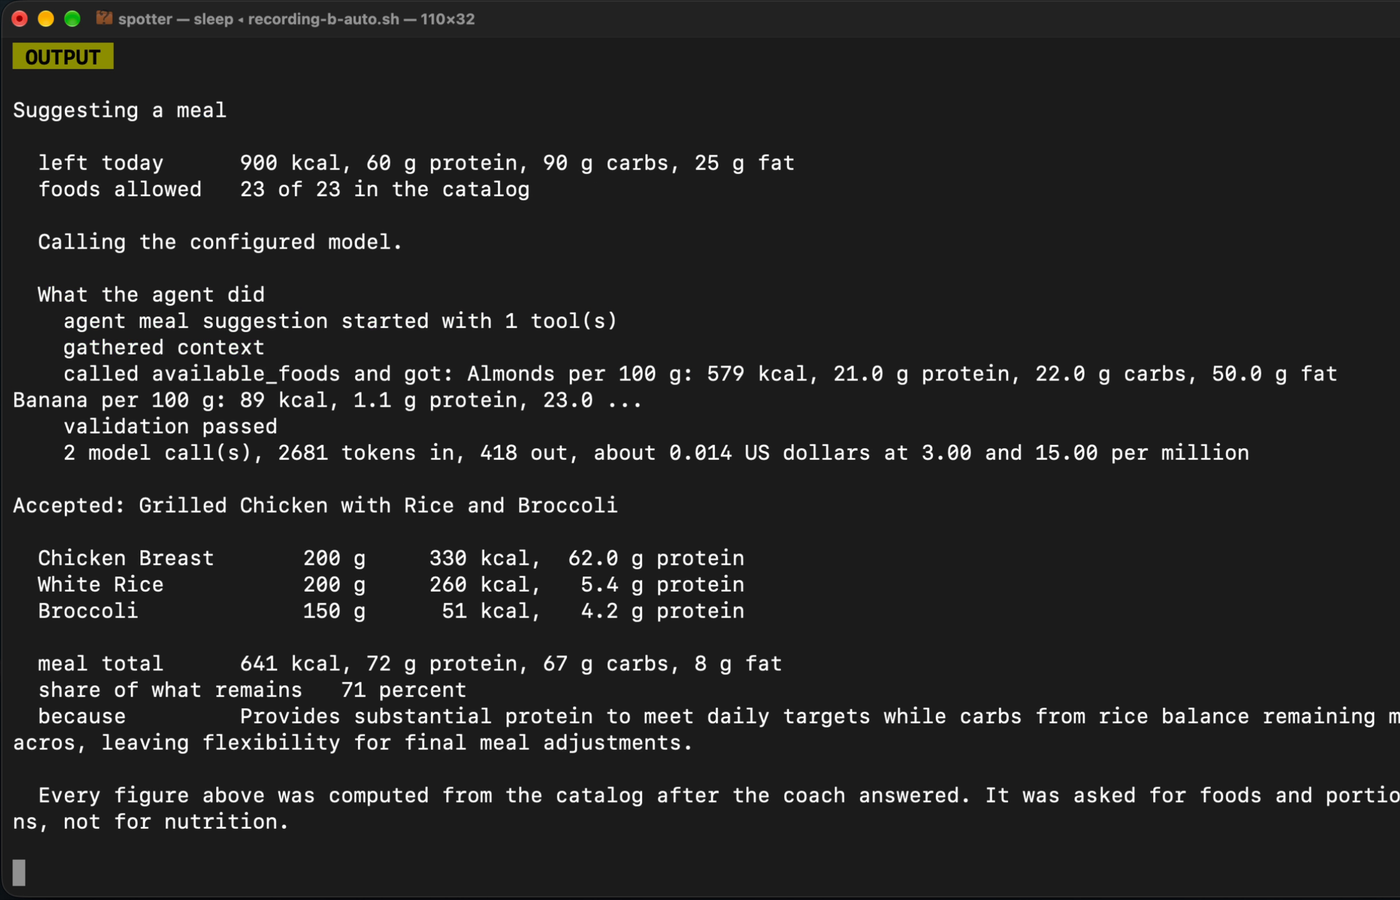 spotter — sleep ◂ recording-b-auto.sh — 110×32
OUTPUT
Suggesting a meal
left today 900 kcal, 60 g protein, 90 g carbs, 25 g fat
foods allowed 23 of 23 in the catalog
Calling the configured model.
What the agent did
agent meal suggestion started with 1 tool(s)
gathered context
called available_foods and got: Almonds per 100 g: 579 kcal, 21.0 g protein, 22.0 g carbs, 50.0 g fat
Banana per 100 g: 89 kcal, 1.1 g protein, 23.0 ...
validation passed
2 model call(s), 2681 tokens in, 418 out, about 0.014 US dollars at 3.00 and 15.00 per million
Accepted: Grilled Chicken with Rice and Broccoli
Chicken Breast 200 g 330 kcal, 62.0 g protein
White Rice 200 g 260 kcal, 5.4 g protein
Broccoli 150 g 51 kcal, 4.2 g protein
meal total 641 kcal, 72 g protein, 67 g carbs, 8 g fat
share of what remains 71 percent
because Provides substantial protein to meet daily targets while carbs from rice balance remaining m
acros, leaving flexibility for final meal adjustments.
Every figure above was computed from the catalog after the coach answered. It was asked for foods and portio
ns, not for nutrition.